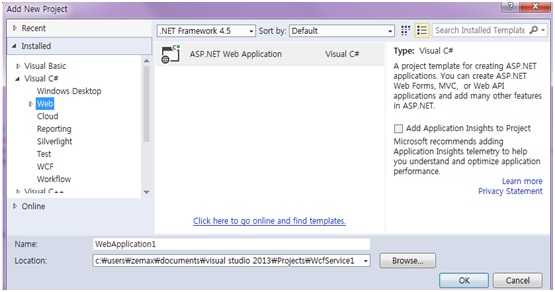 Add New Project
Recent
Installed
Visual Basic
Visual C#
Windows Desktop
Web
Cloud
Reporting
Silverlight
Test
WCF
Workflow
Visual C++
Online
.NET Framework 4.5 Sort by: Default
Search Installed Template
ASP.NET Web Application Visual C#
Click here to go online and find templates.
Type: Visual C#
A project template for creating ASP.NET
applications. You can create ASP.NET
Web Forms, MVC, or Web API
applications and add many other features
in ASP.NET.
Add Application Insights to Project
Microsoft recommends adding
Application Insights telemetry to help
you understand and optimize application
performance.
Learn more
Privacy Statement
Name: WebApplication1
Location: c:₩users₩zemax₩documents₩visual studio 2013₩Projects₩WcfService1
Browse...
OK Cancel